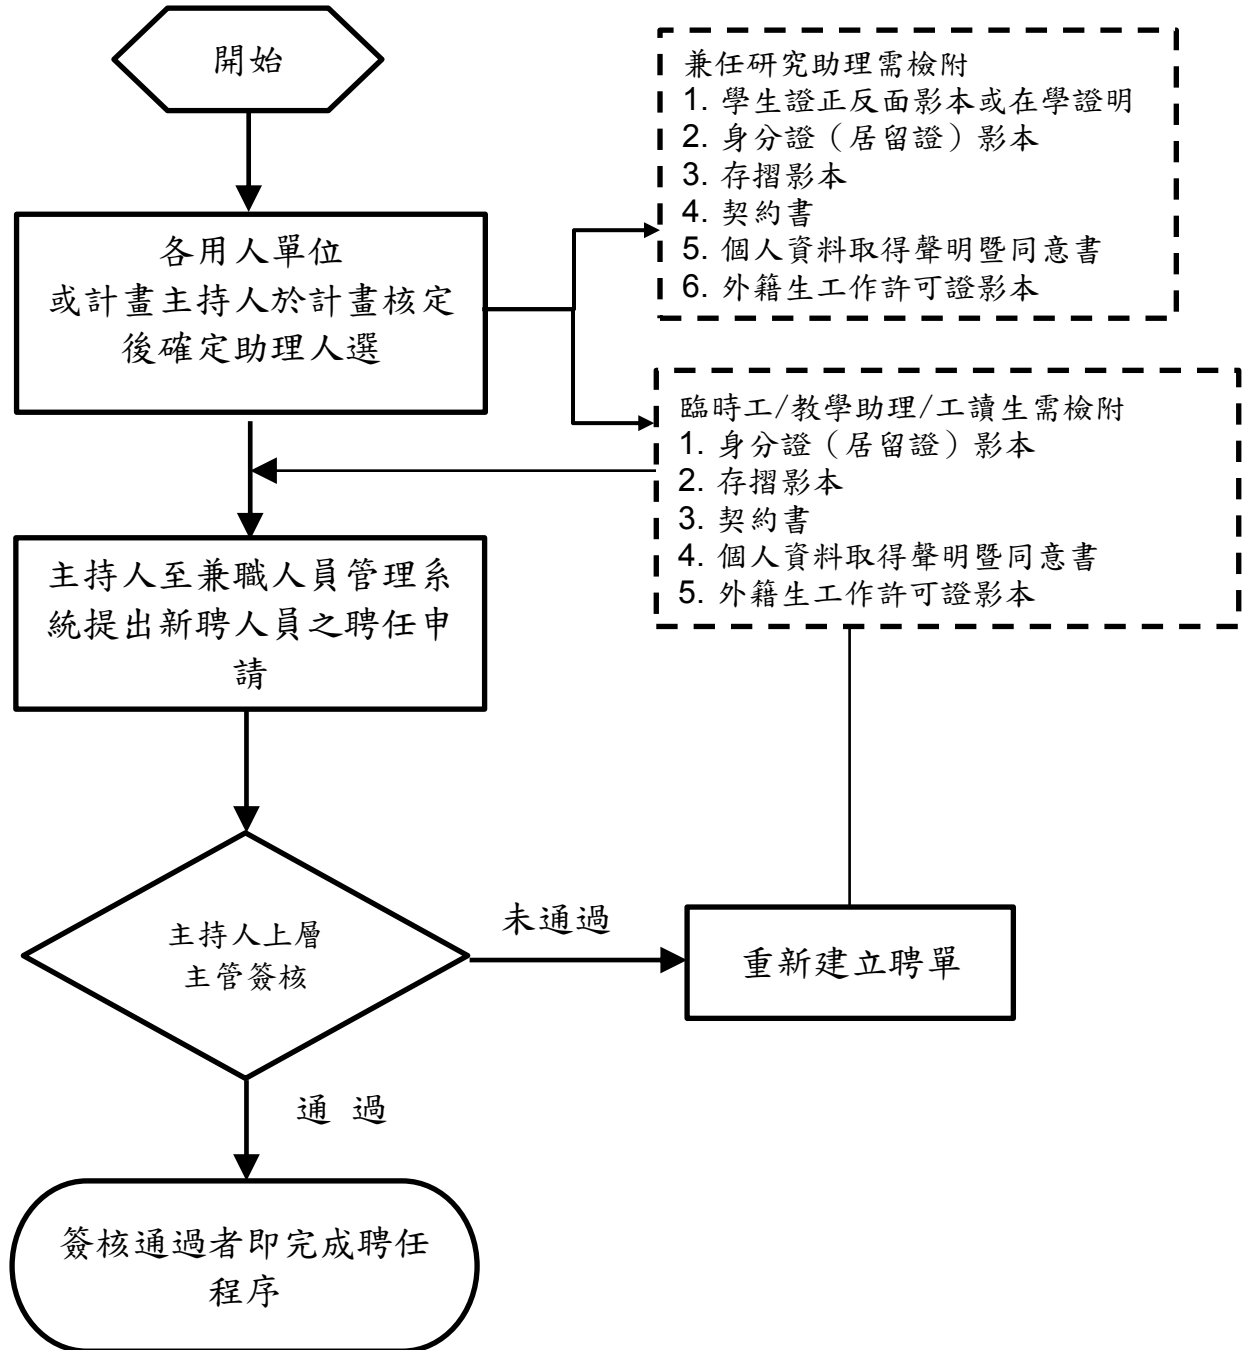 開始
兼任研究助理需檢附
1. 學生證正反面影本或在學證明
2. 身分證（居留證）影本
3. 存摺影本
4. 契約書
5. 個人資料取得聲明暨同意書
6. 外籍生工作許可證影本
各用人單位
或計畫主持人於計畫核定
後確定助理人選
臨時工/教學助理/工讀生需檢附
1. 身分證（居留證）影本
2. 存摺影本
3. 契約書
4. 個人資料取得聲明暨同意書
5. 外籍生工作許可證影本
主持人至兼職人員管理系
統提出新聘人員之聘任申
請
主持人上層
主管簽核
未通過
重新建立聘單
通 過
簽核通過者即完成聘任
程序